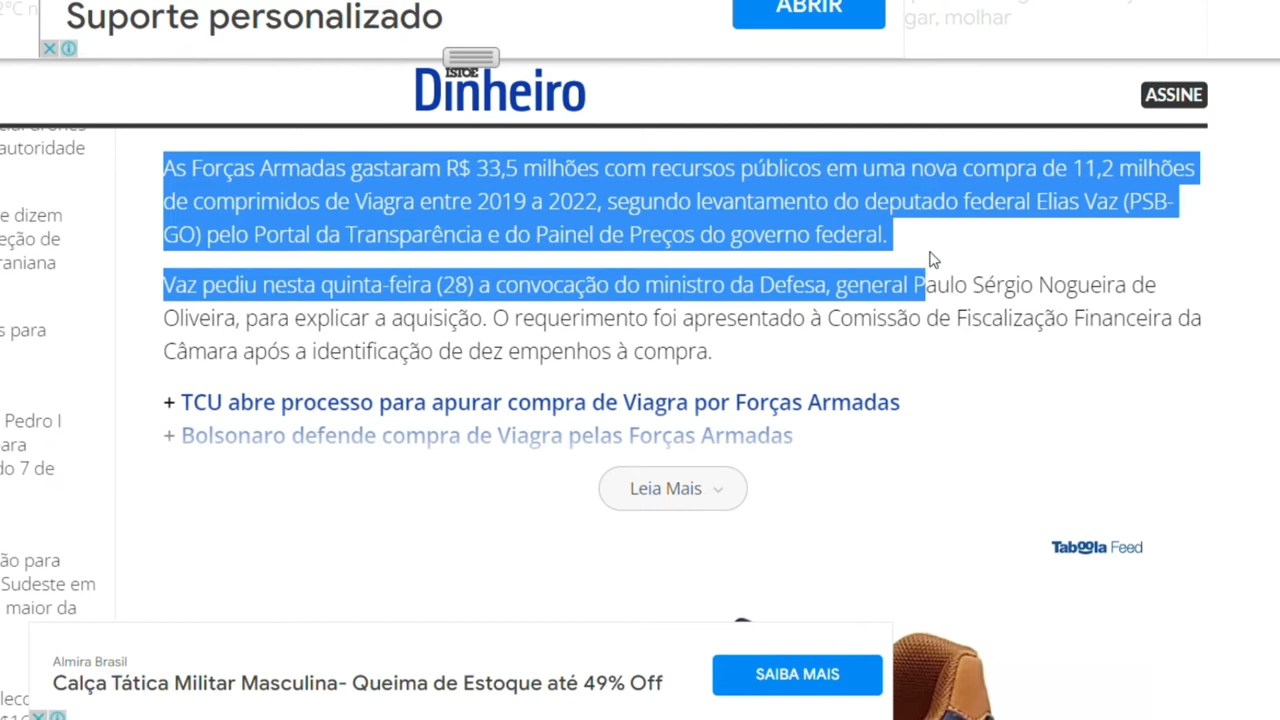 2°C n
Suporte personalizado
ABRIR
gar, molhar
ISTOÉ
Dinheiro
ASSINE
autoridade
e dizem
eção de
raniana
s para
Pedro I
ara
do 7 de
ão para
Sudeste em
maior da
As Forças Armadas gastaram R$ 33,5 milhões com recursos públicos em uma nova compra de 11,2 milhões
de comprimidos de Viagra entre 2019 a 2022, segundo levantamento do deputado federal Elias Vaz (PSB-
GO) pelo Portal da Transparência e do Painel de Preços do governo federal.
Vaz pediu nesta quinta-feira (28) a convocação do ministro da Defesa, general Paulo Sérgio Nogueira de
Oliveira, para explicar a aquisição. O requerimento foi apresentado à Comissão de Fiscalização Financeira da
Câmara após a identificação de dez empenhos à compra.
+ TCU abre processo para apurar compra de Viagra por Forças Armadas
+ Bolsonaro defende compra de Viagra pelas Forças Armadas
Leia Mais
Taboola Feed
Almira Brasil
Calça Tática Militar Masculina- Queima de Estoque até 49% Off
SAIBA MAIS